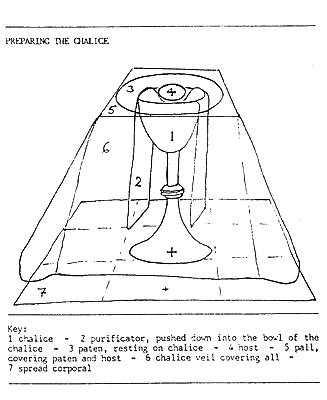 PREPARING THE CHALICE
3
4
5
1
6
2
7
Key:
1 chalice - 2 purificator, pushed down into the bowl of the
chalice - 3 paten, resting on chalice - 4 host - 5 pall,
covering paten and host - 6 chalice veil covering all -
7 spread corporal